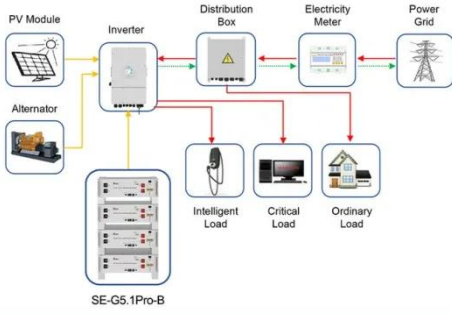 PV Module
Inverter
Distribution
Box
Electricity
Meter
Power
Grid
Alternator
Intelligent
Load
Critical
Load
Ordinary
Load
SE-G5.1Pro-B